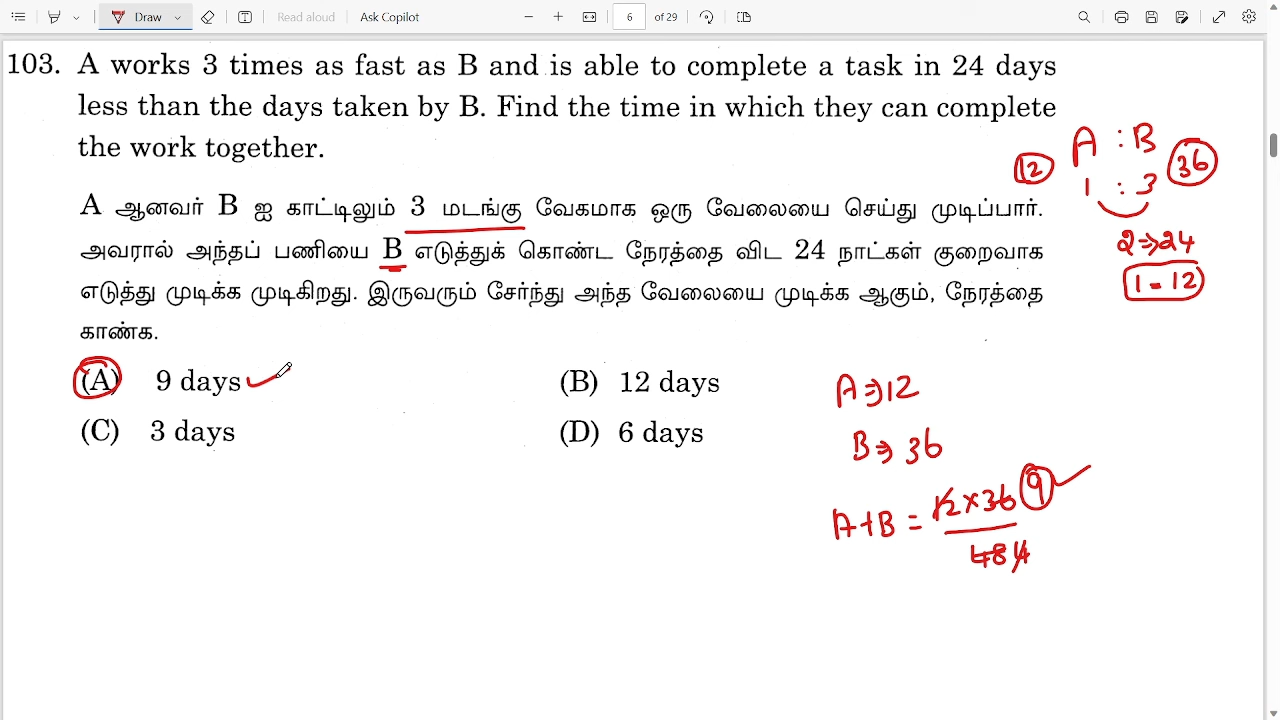 Draw
Read aloud
Ask Copilot
6 of 29
103. A works 3 times as fast as B and is able to complete a task in 24 days
less than the days taken by B. Find the time in which they can complete
the work together.
A ஆனவர் B ஐ காட்டிலும் 3 மடங்கு வேகமாக ஒரு வேலையை செய்து முடிப்பார்.
அவரால் அந்தப் பணியை B எடுத்துக் கொண்ட நேரத்தை விட 24 நாட்கள் குறைவாக
எடுத்து முடிக்க முடிகிறது. இருவரும் சேர்ந்து அந்த வேலையை முடிக்க ஆகும், நேரத்தை
காண்க.
(A) 9 days
(B) 12 days
(C) 3 days
(D) 6 days
A : B
12 1 : 3 36
2 ⇒ 24
1 = 12
A ⇒ 12
B ⇒ 36
A+B = 12 x 36 9
48 4